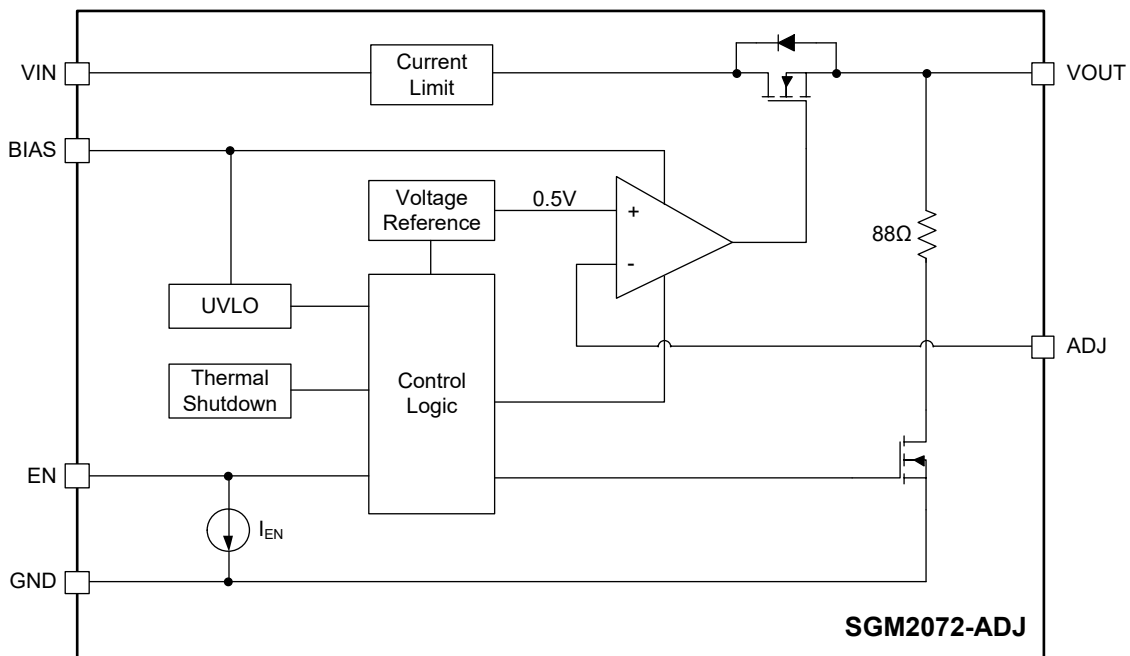 VIN
Current
Limit
VOUT
BIAS
Voltage
Reference
0.5V
+
-
88Ω
UVLO
ADJ
Thermal
Shutdown
Control
Logic
EN
I_EN
GND
SGM2072-ADJ